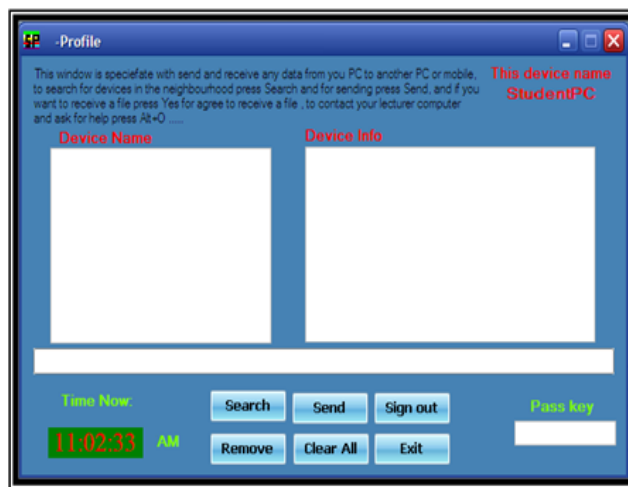 SP -Profile
This window is speciefate with send and receive any data from you PC to another PC or mobile,
to search for devices in the neighbourhood press Search and for sending press Send, and if you
want to receive a file press Yes for agree to receive a file , to contact your lecturer computer
and ask for help press Alt+O .....
This device name
StudentPC
Device Name
Device Info
Time Now:
11:02:33 AM
Search
Send
Sign out
Remove
Clear All
Exit
Pass key